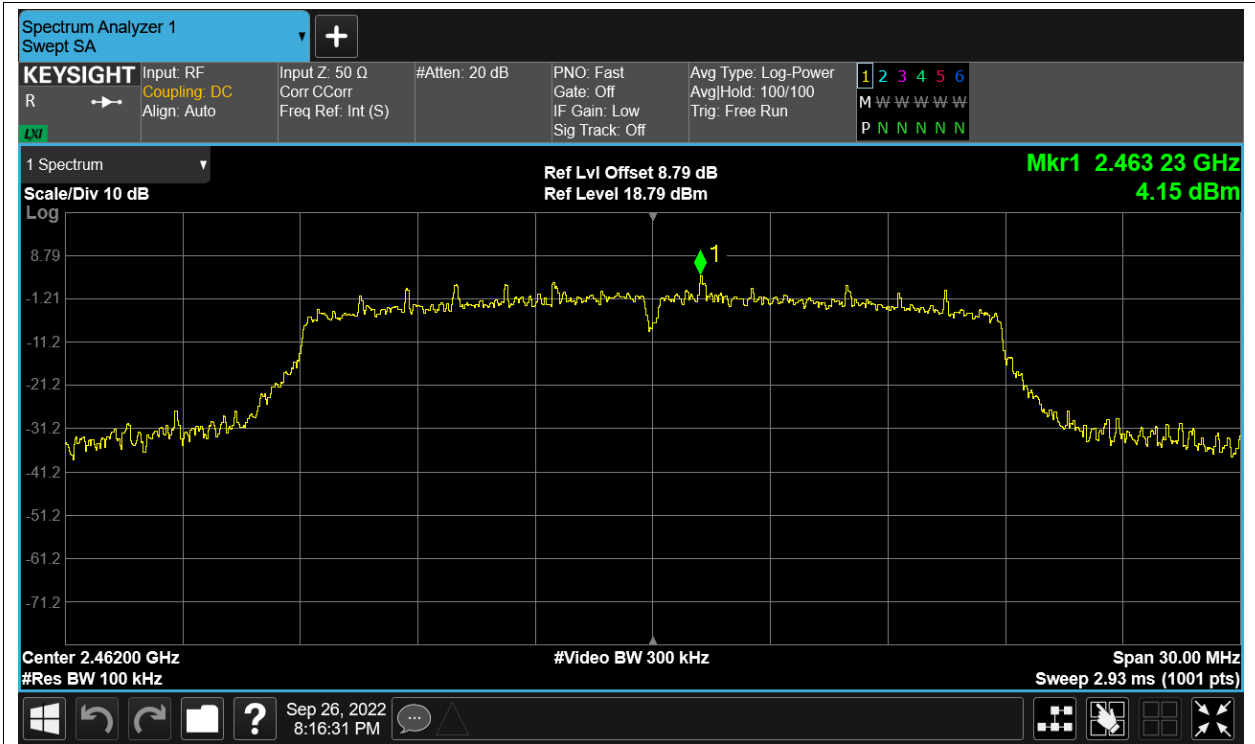 Spectrum Analyzer 1
Swept SA
+
KEYSIGHT
R
LXI
Input: RF
Coupling: DC
Align: Auto
Input Z: 50 Ω
Corr CCorr
Freq Ref: Int (S)
#Atten: 20 dB
PNO: Fast
Gate: Off
IF Gain: Low
Sig Track: Off
Avg Type: Log-Power
Avg|Hold: 100/100
Trig: Free Run
1 2 3 4 5 6
M W W W W W
P N N N N N
1 Spectrum
Scale/Div 10 dB
Log
Ref Lvl Offset 8.79 dB
Ref Level 18.79 dBm
Mkr1 2.463 23 GHz
4.15 dBm
1
8.79
-1.21
-11.2
-21.2
-31.2
-41.2
-51.2
-61.2
-71.2
Center 2.46200 GHz
#Res BW 100 kHz
#Video BW 300 kHz
Span 30.00 MHz
Sweep 2.93 ms (1001 pts)
?
Sep 26, 2022
8:16:31 PM